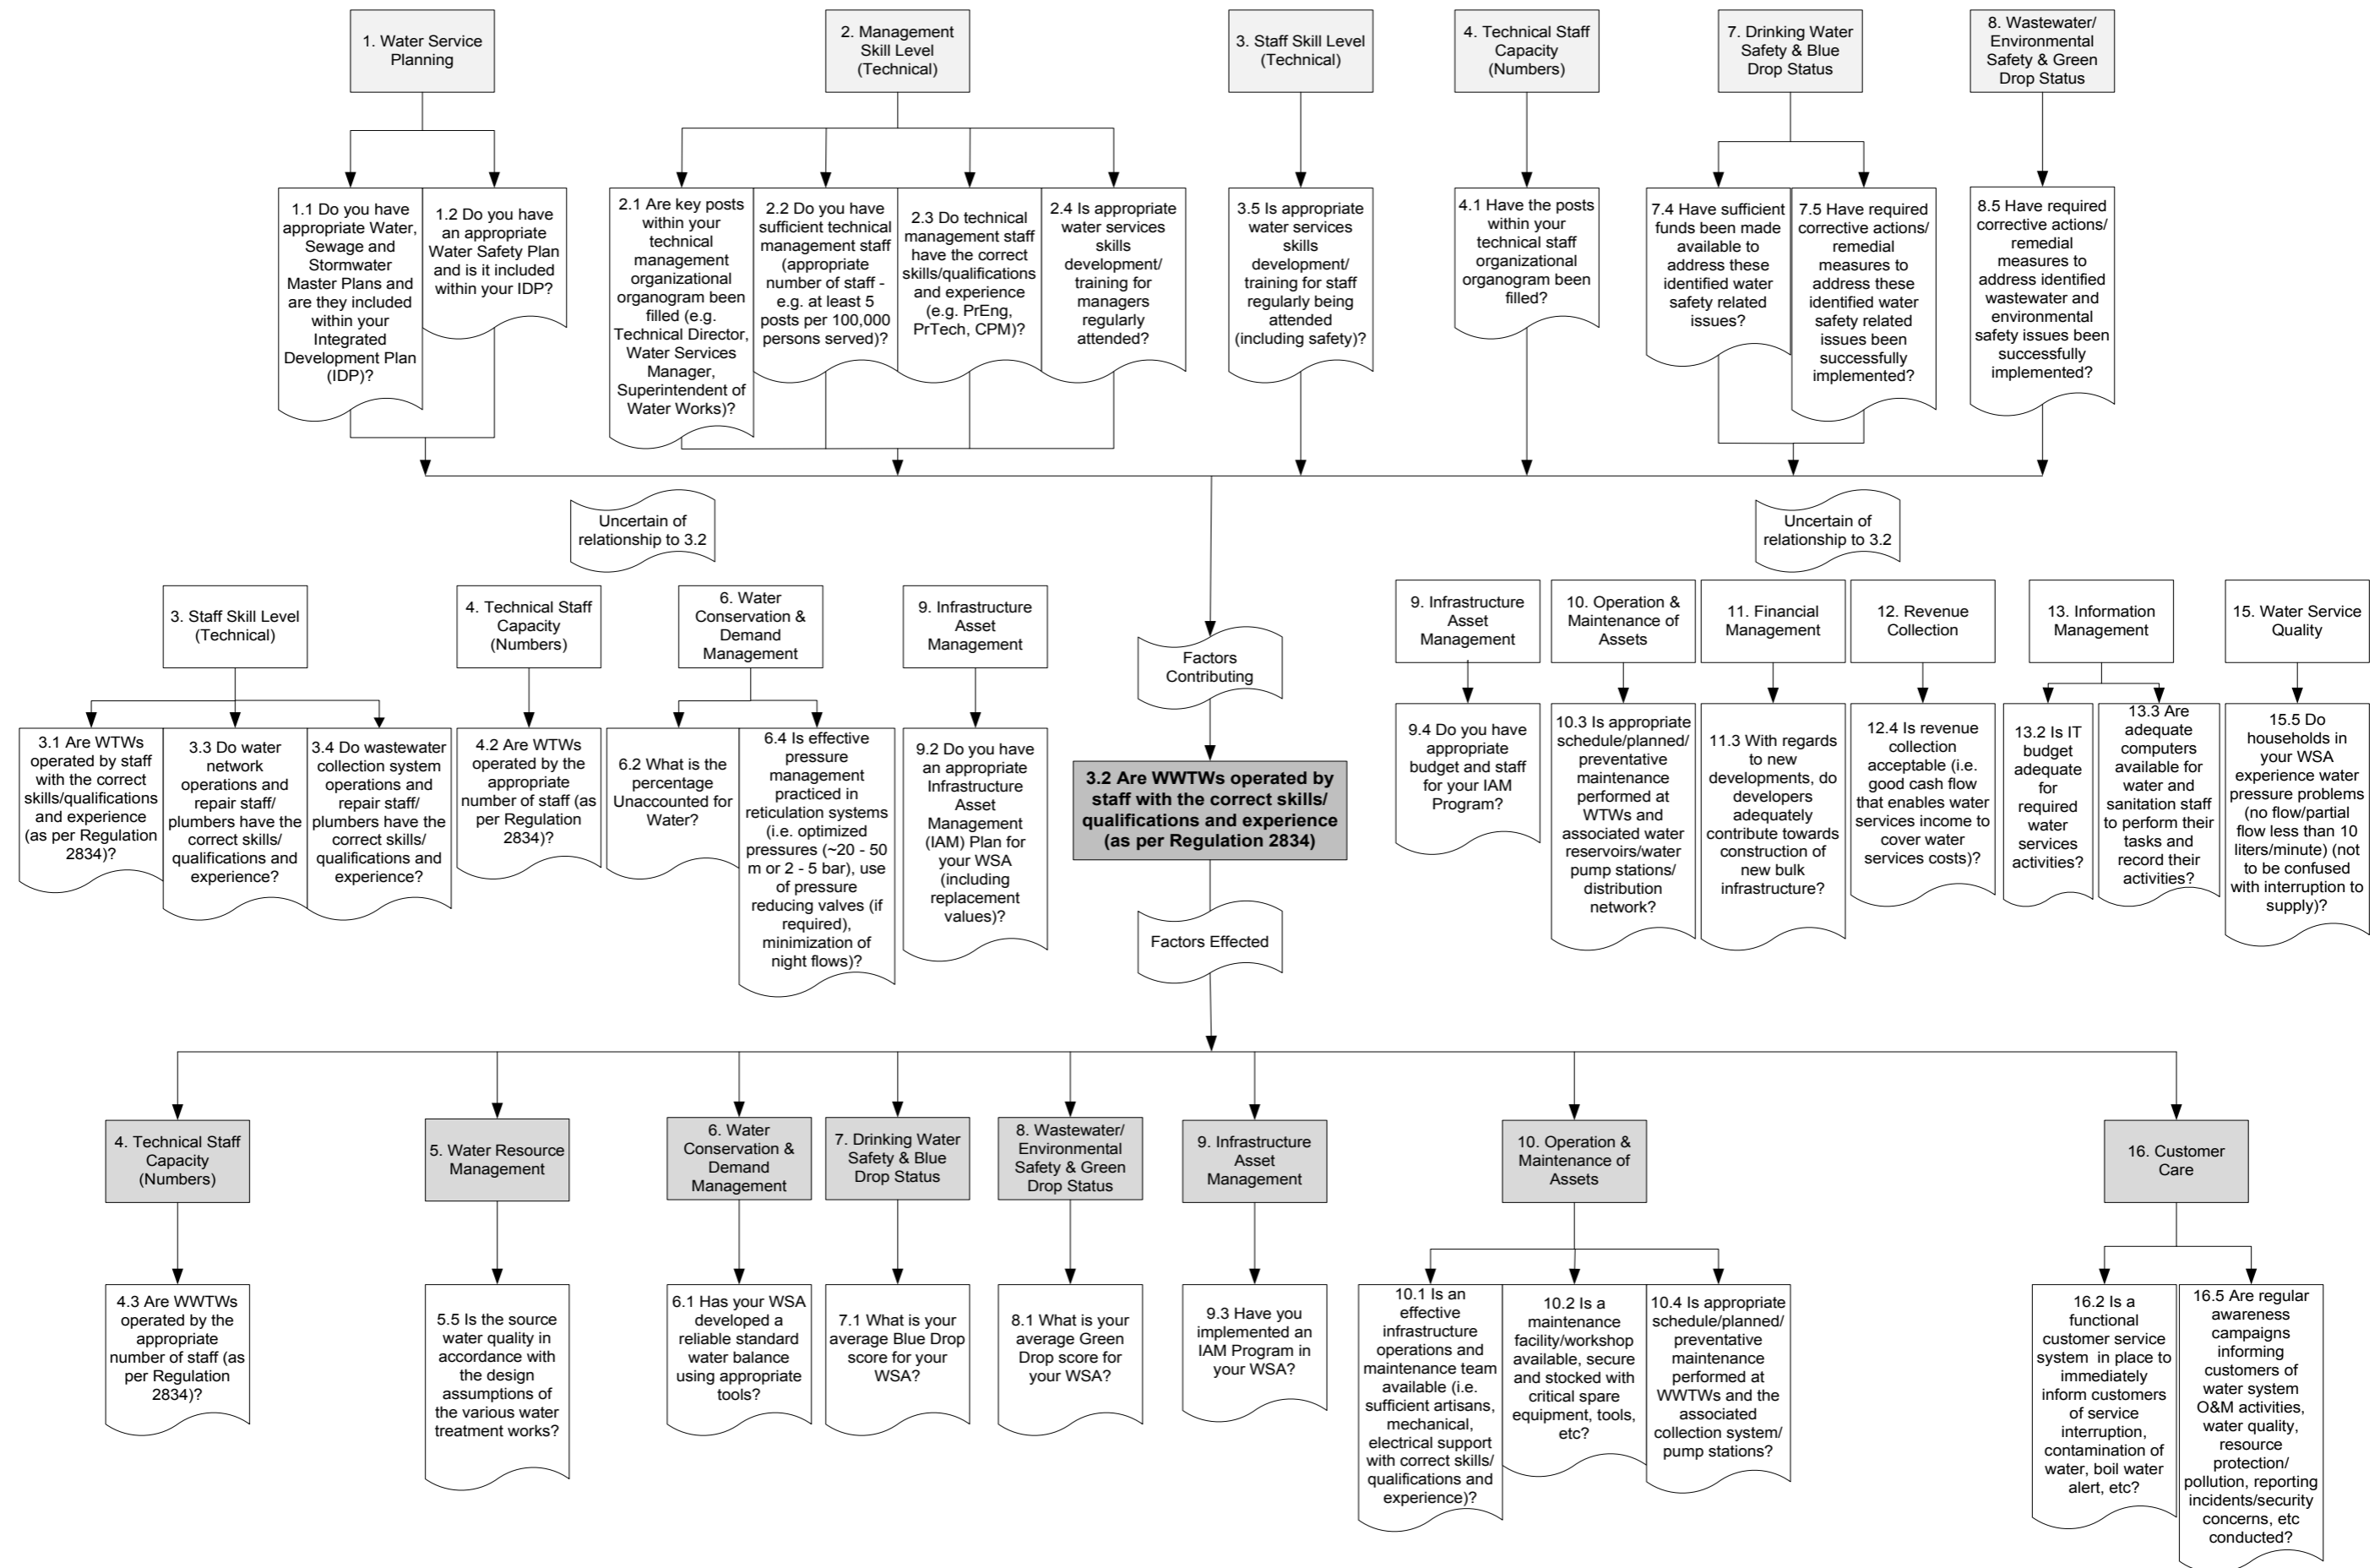 1. Water Service
Planning
2. Management
Skill Level
(Technical)
3. Staff Skill Level
(Technical)
4. Technical Staff
Capacity
(Numbers)
7. Drinking Water
Safety & Blue
Drop Status
8. Wastewater/
Environmental
Safety & Green
Drop Status
1.1 Do you have
appropriate Water,
Sewage and
Stormwater
Master Plans and
are they included
within your
Integrated
Development Plan
(IDP)?
1.2 Do you have
an appropriate
Water Safety Plan
and is it included
within your IDP?
2.1 Are key posts
within your
technical
management
organizational
organogram been
filled (e.g.
Technical Director,
Water Services
Manager,
Superintendent of
Water Works)?
2.2 Do you have
sufficient technical
management staff
(appropriate
number of staff -
e.g. at least 5
posts per 100,000
persons served)?
2.3 Do technical
management staff
have the correct
skills/qualifications
and experience
(e.g. PrEng,
PrTech, CPM)?
2.4 Is appropriate
water services
skills
development/
training for
managers
regularly
attended?
3.5 Is appropriate
water services
skills
development/
training for staff
regularly being
attended
(including safety)?
4.1 Have the posts
within your
technical staff
organizational
organogram been
filled?
7.4 Have sufficient
funds been made
available to
address these
identified water
safety related
issues?
7.5 Have required
corrective actions/
remedial
measures to
address these
identified water
safety related
issues been
successfully
implemented?
8.5 Have required
corrective actions/
remedial
measures to
address identified
wastewater and
environmental
safety issues been
successfully
implemented?
Uncertain of
relationship to 3.2
Uncertain of
relationship to 3.2
3. Staff Skill Level
(Technical)
4. Technical Staff
Capacity
(Numbers)
6. Water
Conservation &
Demand
Management
9. Infrastructure
Asset
Management
Factors
Contributing
9. Infrastructure
Asset
Management
10. Operation &
Maintenance of
Assets
11. Financial
Management
12. Revenue
Collection
13. Information
Management
15. Water Service
Quality
3.1 Are WTWs
operated by staff
with the correct
skills/qualifications
and experience
(as per Regulation
2834)?
3.3 Do water
network
operations and
repair staff/
plumbers have the
correct skills/
qualifications and
experience?
3.4 Do wastewater
collection system
operations and
repair staff/
plumbers have the
correct skills/
qualifications and
experience?
4.2 Are WTWs
operated by the
appropriate
number of staff (as
per Regulation
2834)?
6.2 What is the
percentage
Unaccounted for
Water?
6.4 Is effective
pressure
management
practiced in
reticulation systems
(i.e. optimized
pressures (~20 - 50
m or 2 - 5 bar), use
of pressure
reducing valves (if
required),
minimization of
night flows)?
9.2 Do you have
an appropriate
Infrastructure
Asset
Management
(IAM) Plan for
your WSA
(including
replacement
values)?
3.2 Are WWTWs operated by
staff with the correct skills/
qualifications and experience
(as per Regulation 2834)
9.4 Do you have
appropriate
budget and staff
for your IAM
Program?
10.3 Is appropriate
schedule/planned/
preventative
maintenance
performed at
WTWs and
associated water
reservoirs/water
pump stations/
distribution
network?
11.3 With regards
to new
developments, do
developers
adequately
contribute towards
construction of
new bulk
infrastructure?
12.4 Is revenue
collection
acceptable (i.e.
good cash flow
that enables water
services income to
cover water
services costs)?
13.2 Is IT
budget
adequate
for
required
water
services
activities?
13.3 Are
adequate
computers
available for
water and
sanitation staff
to perform their
tasks and
record their
activities?
15.5 Do
households in
your WSA
experience water
pressure problems
(no flow/partial
flow less than 10
liters/minute) (not
to be confused
with interruption to
supply)?
Factors Effected
4. Technical Staff
Capacity
(Numbers)
5. Water Resource
Management
6. Water
Conservation &
Demand
Management
7. Drinking Water
Safety & Blue
Drop Status
8. Wastewater/
Environmental
Safety & Green
Drop Status
9. Infrastructure
Asset
Management
10. Operation &
Maintenance of
Assets
16. Customer
Care
4.3 Are WWTWs
operated by the
appropriate
number of staff (as
per Regulation
2834)?
5.5 Is the source
water quality in
accordance with
the design
assumptions of
the various water
treatment works?
6.1 Has your WSA
developed a
reliable standard
water balance
using appropriate
tools?
7.1 What is your
average Blue Drop
score for your
WSA?
8.1 What is your
average Green
Drop score for
your WSA?
9.3 Have you
implemented an
IAM Program in
your WSA?
10.1 Is an
effective
infrastructure
operations and
maintenance team
available (i.e.
sufficient artisans,
mechanical,
electrical support
with correct skills/
qualifications and
experience)?
10.2 Is a
maintenance
facility/workshop
available, secure
and stocked with
critical spare
equipment, tools,
etc?
10.4 Is appropriate
schedule/planned/
preventative
maintenance
performed at
WWTWs and the
associated
collection system/
pump stations?
16.2 Is a
functional
customer service
system in place to
immediately
inform customers
of service
interruption,
contamination of
water, boil water
alert, etc?
16.5 Are regular
awareness
campaigns
informing
customers of
water system
O&M activities,
water quality,
resource
protection/
pollution, reporting
incidents/security
concerns, etc
conducted?